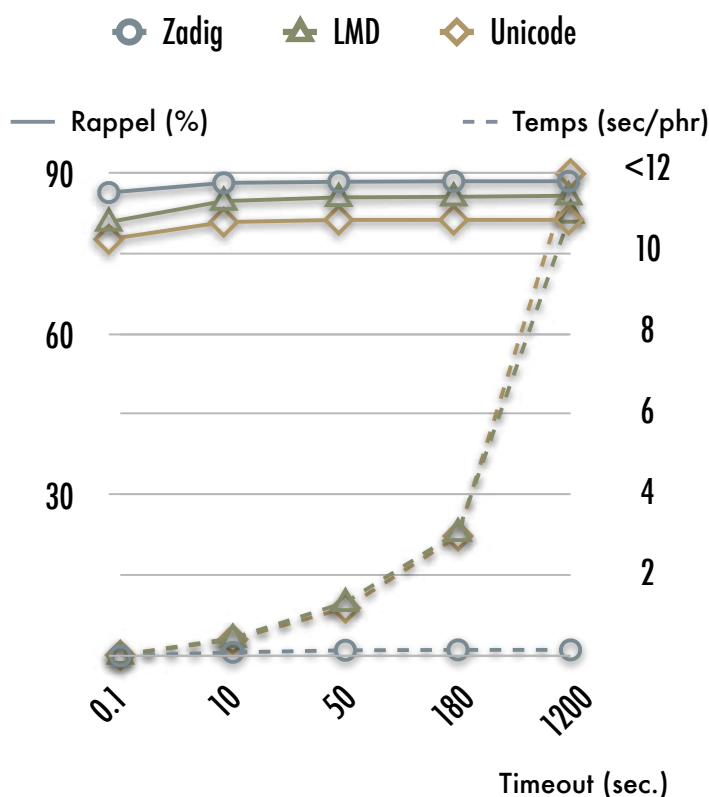 Zadig LMD Unicode
Rappel (%) Temps (sec/phr)
90 <12
10
60 8
6
30 4
2
0.1 10 50 180 1200
Timeout (sec.)